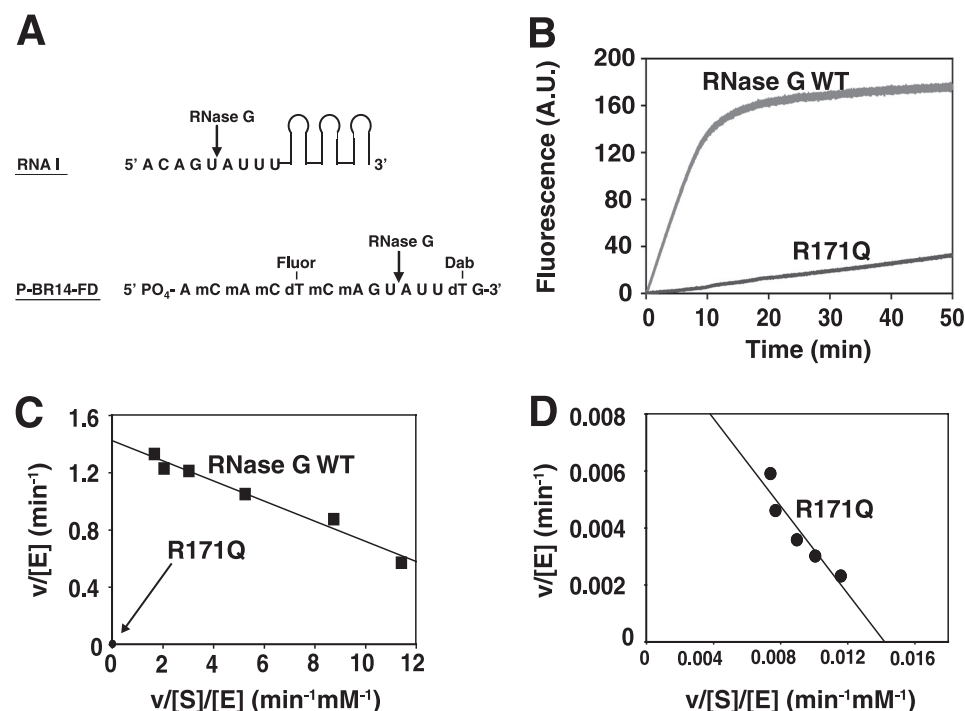 A
RNase G
RNA I
5' A C A G U A U U U
3'
RNase G
Fluor
Dab
P-BR14-FD
5' PO4- A mC mA mC dT mC mA G U A U U dT G-3'
B
Fluorescence (A.U.)
200
160
120
80
40
0
RNase G WT
R171Q
0 10 20 30 40 50
Time (min)
C
v/[E] (min-1)
1.6
1.2
0.8
0.4
0
RNase G WT
R171Q
0 2 4 6 8 10 12
v/[S]/[E] (min-1mM-1)
D
v/[E] (min-1)
0.008
0.006
0.004
0.002
0
R171Q
0 0.004 0.008 0.012 0.016
v/[S]/[E] (min-1mM-1)